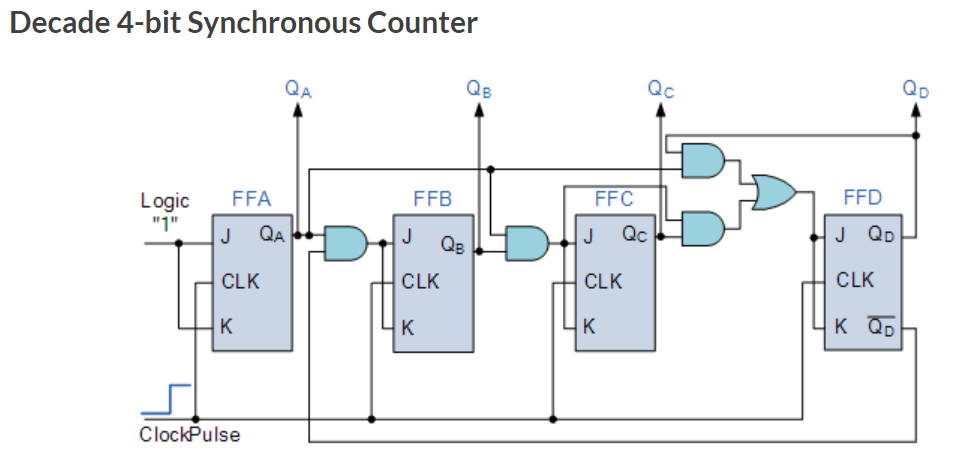 Decade 4-bit Synchronous Counter
QA QB QC QD
Logic "1"
FFA FFB FFC FFD
J QA J QB J QC J QD
CLK CLK CLK CLK
K K K K Q̅D̅
ClockPulse